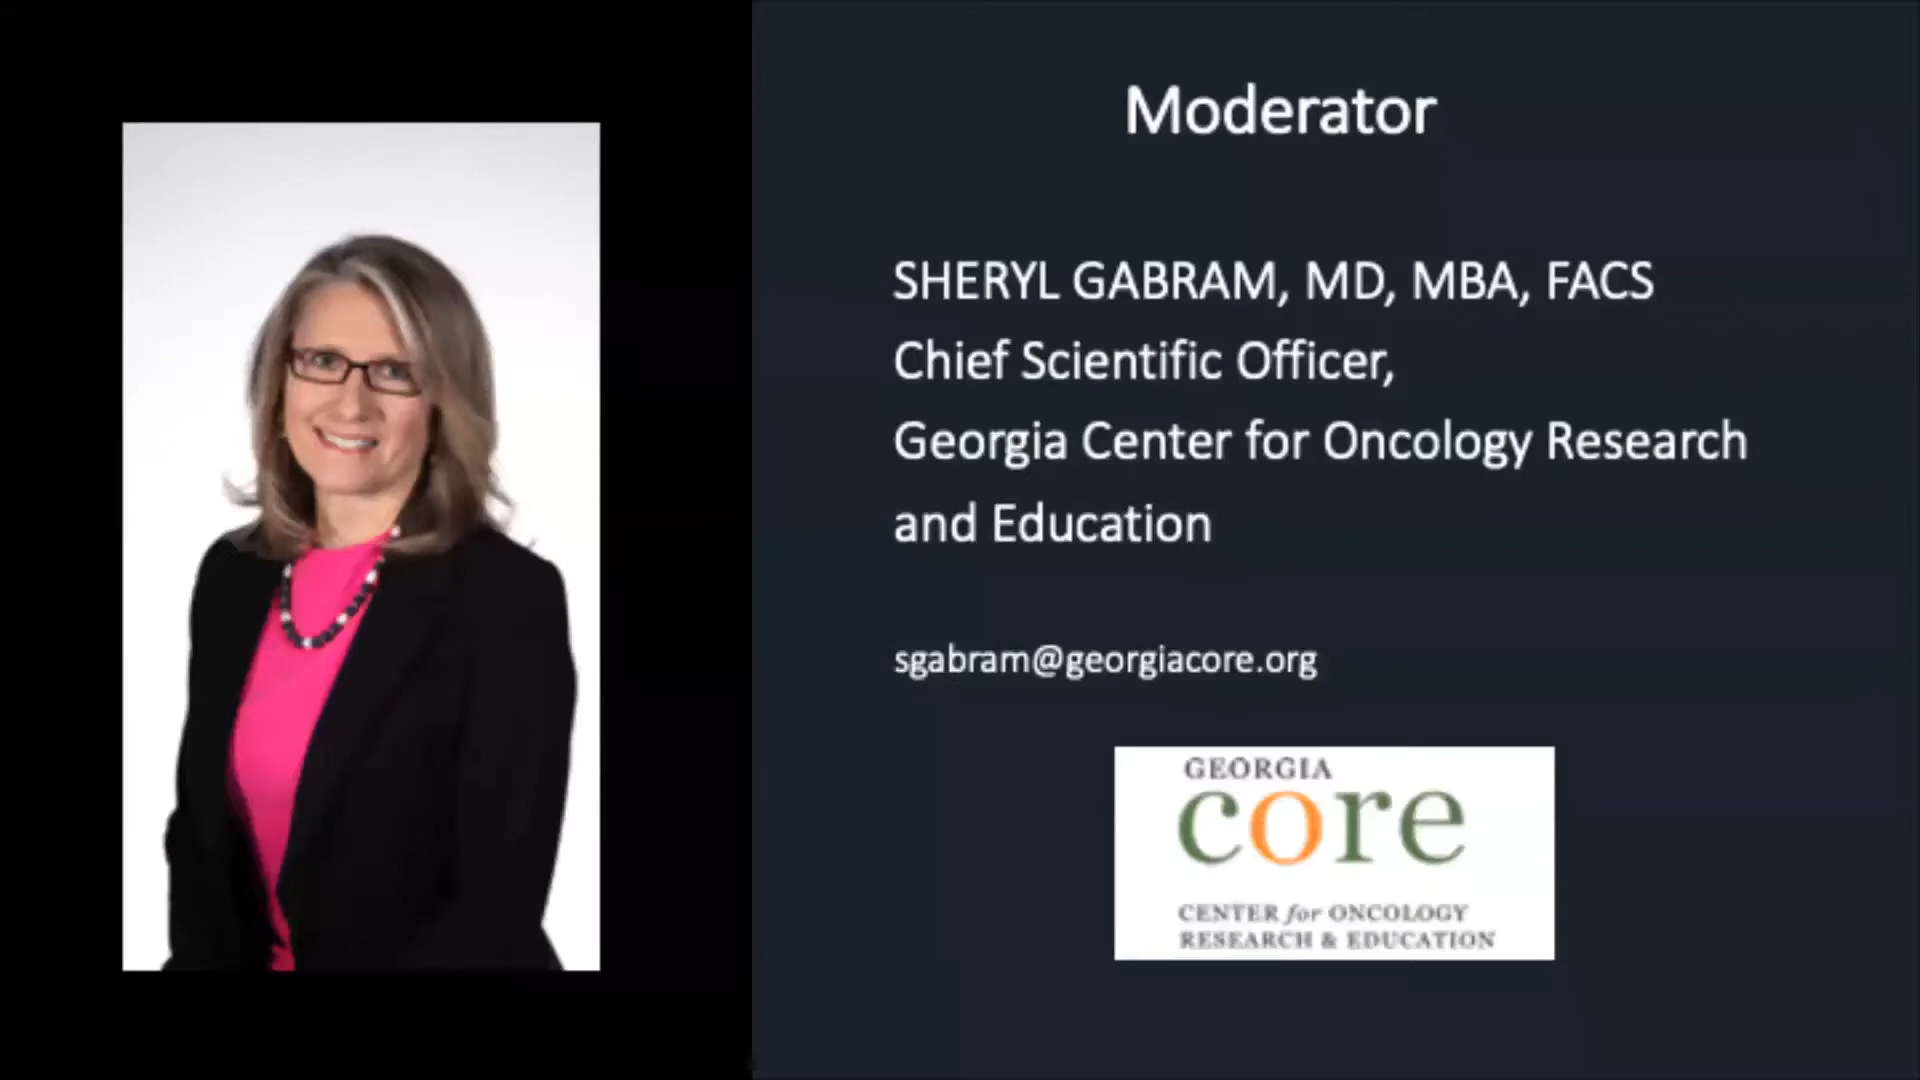 Moderator
SHERYL GABRAM, MD, MBA, FACS
Chief Scientific Officer,
Georgia Center for Oncology Research
and Education
sgabram@georgiacore.org
GEORGIA
core
CENTER for ONCOLOGY
RESEARCH & EDUCATION